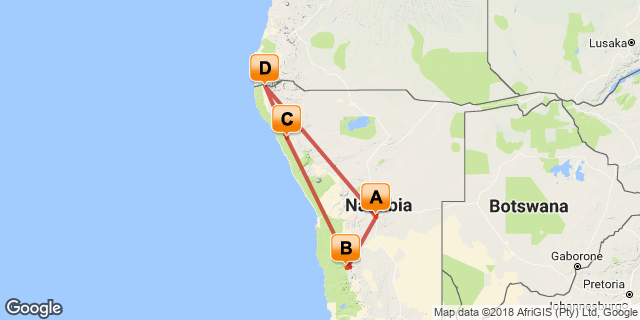 Lusaka
D
C
A
Namibia
Botswana
B
Gaborone
Pretoria
Johannesburg
Google
Map data ©2018 AfriGIS (Pty) Ltd, Google